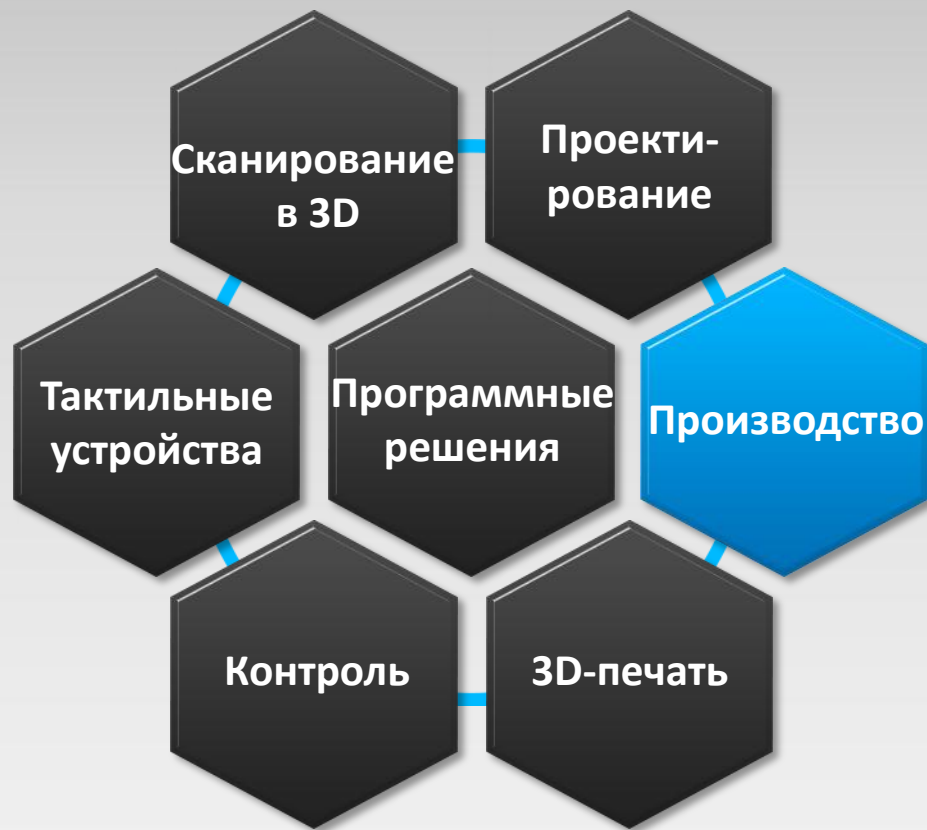 Сканирование
в 3D
Проекти-
рование
Тактильные
устройства
Программные
решения
Производство
Контроль
3D-печать